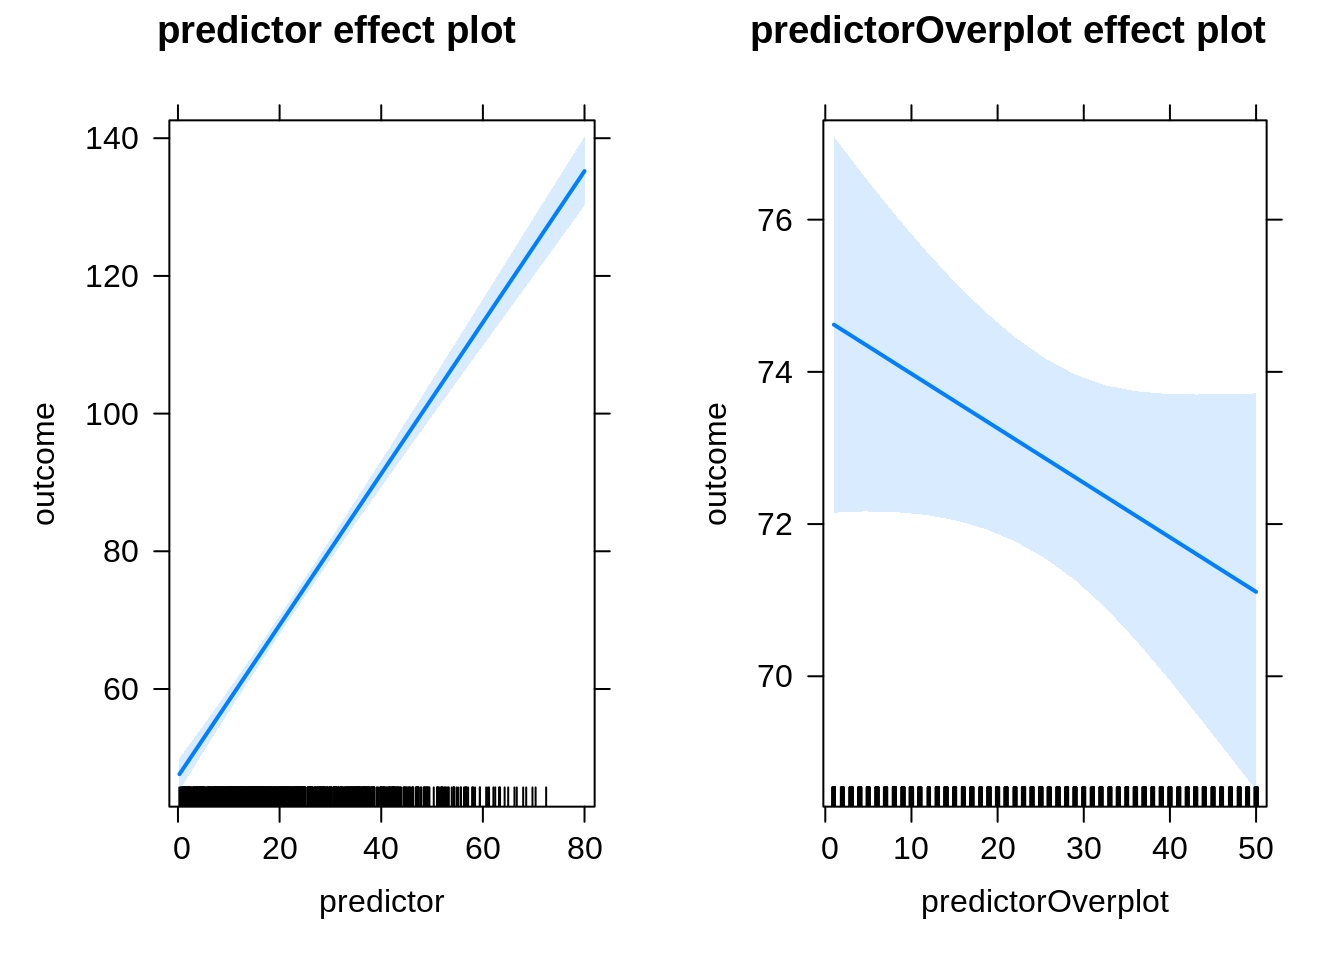 predictor effect plot
140
120
100
80
60
outcome
0 20 40 60 80
predictor
predictorOverplot effect plot
76
74
72
70
outcome
0 10 20 30 40 50
predictorOverplot